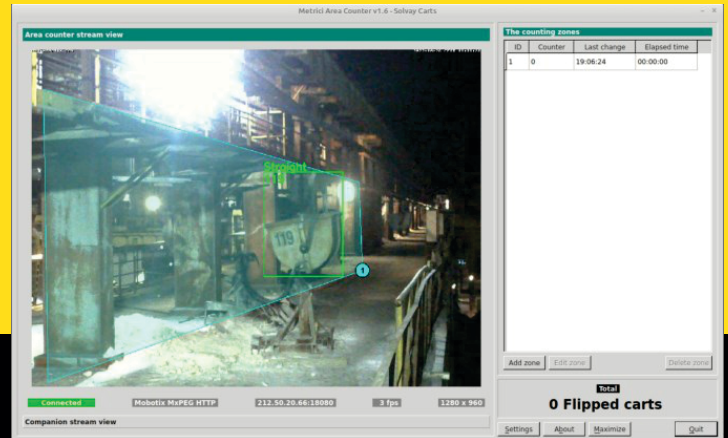 Metrici Area Counter v1.6 - Solvay Carts
Area counter stream view
Straight
119
1
Connected
Mobotix MxPEG HTTP
212.50.20.66:18080
3 fps
1280 x 960
Companion stream view
The counting zones
ID Counter Last change Elapsed time
1 0 19:06:24 00:00:00
Add zone
Edit zone
Delete zone
Total
0 Flipped carts
Settings
About
Maximize
Quit